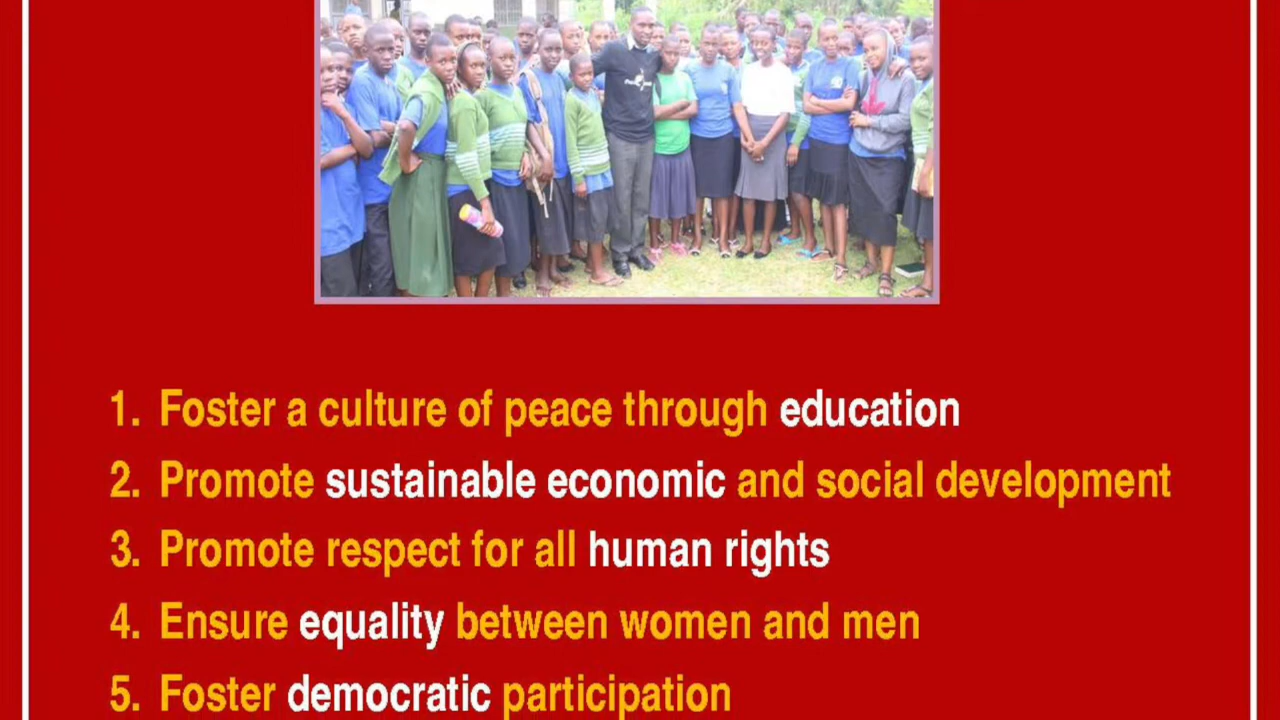 1. Foster a culture of peace through education
2. Promote sustainable economic and social development
3. Promote respect for all human rights
4. Ensure equality between women and men
5. Foster democratic participation